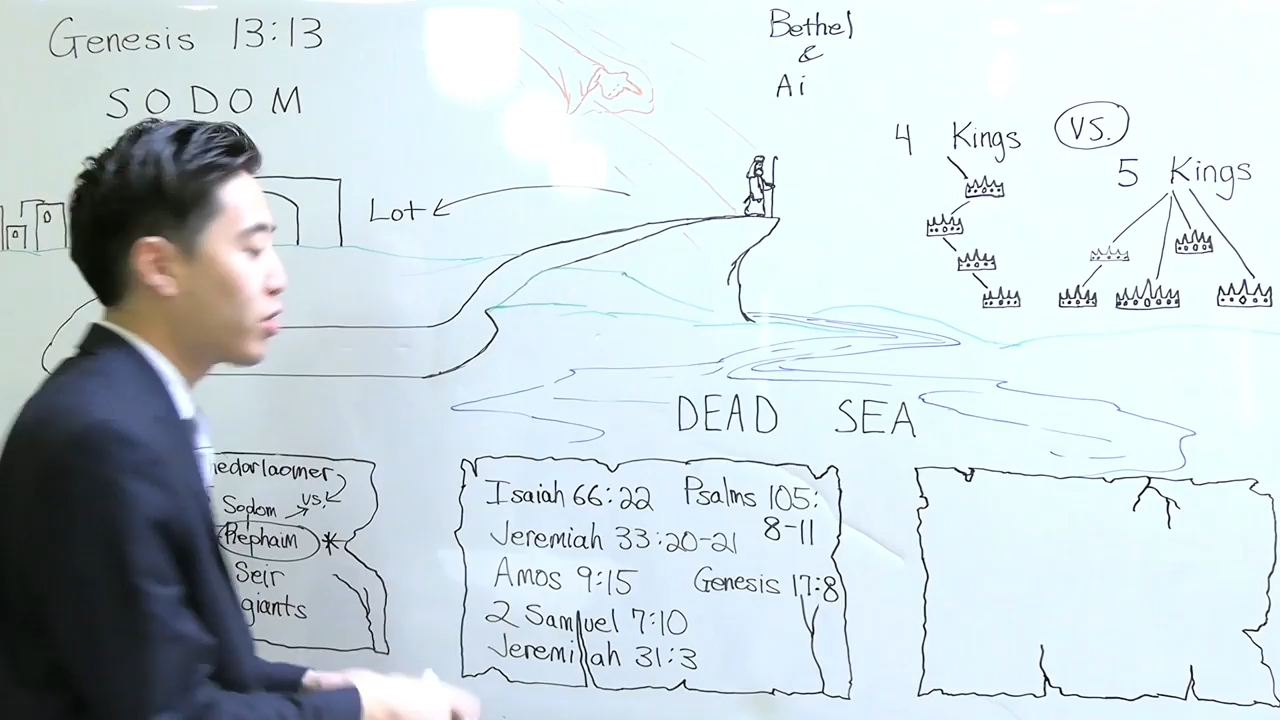 Genesis 13:13
SODOM
Bethel
&
Ai
Lot
4 Kings VS.
5 Kings
DEAD SEA
hedorlaomer
vs.
Sodom
Rephaim *
Seir
giants
Isaiah 66:22 Psalms 105:
8-11
Jeremiah 33:20-21
Amos 9:15 Genesis 17:8
2 Samuel 7:10
Jeremiah 31:3